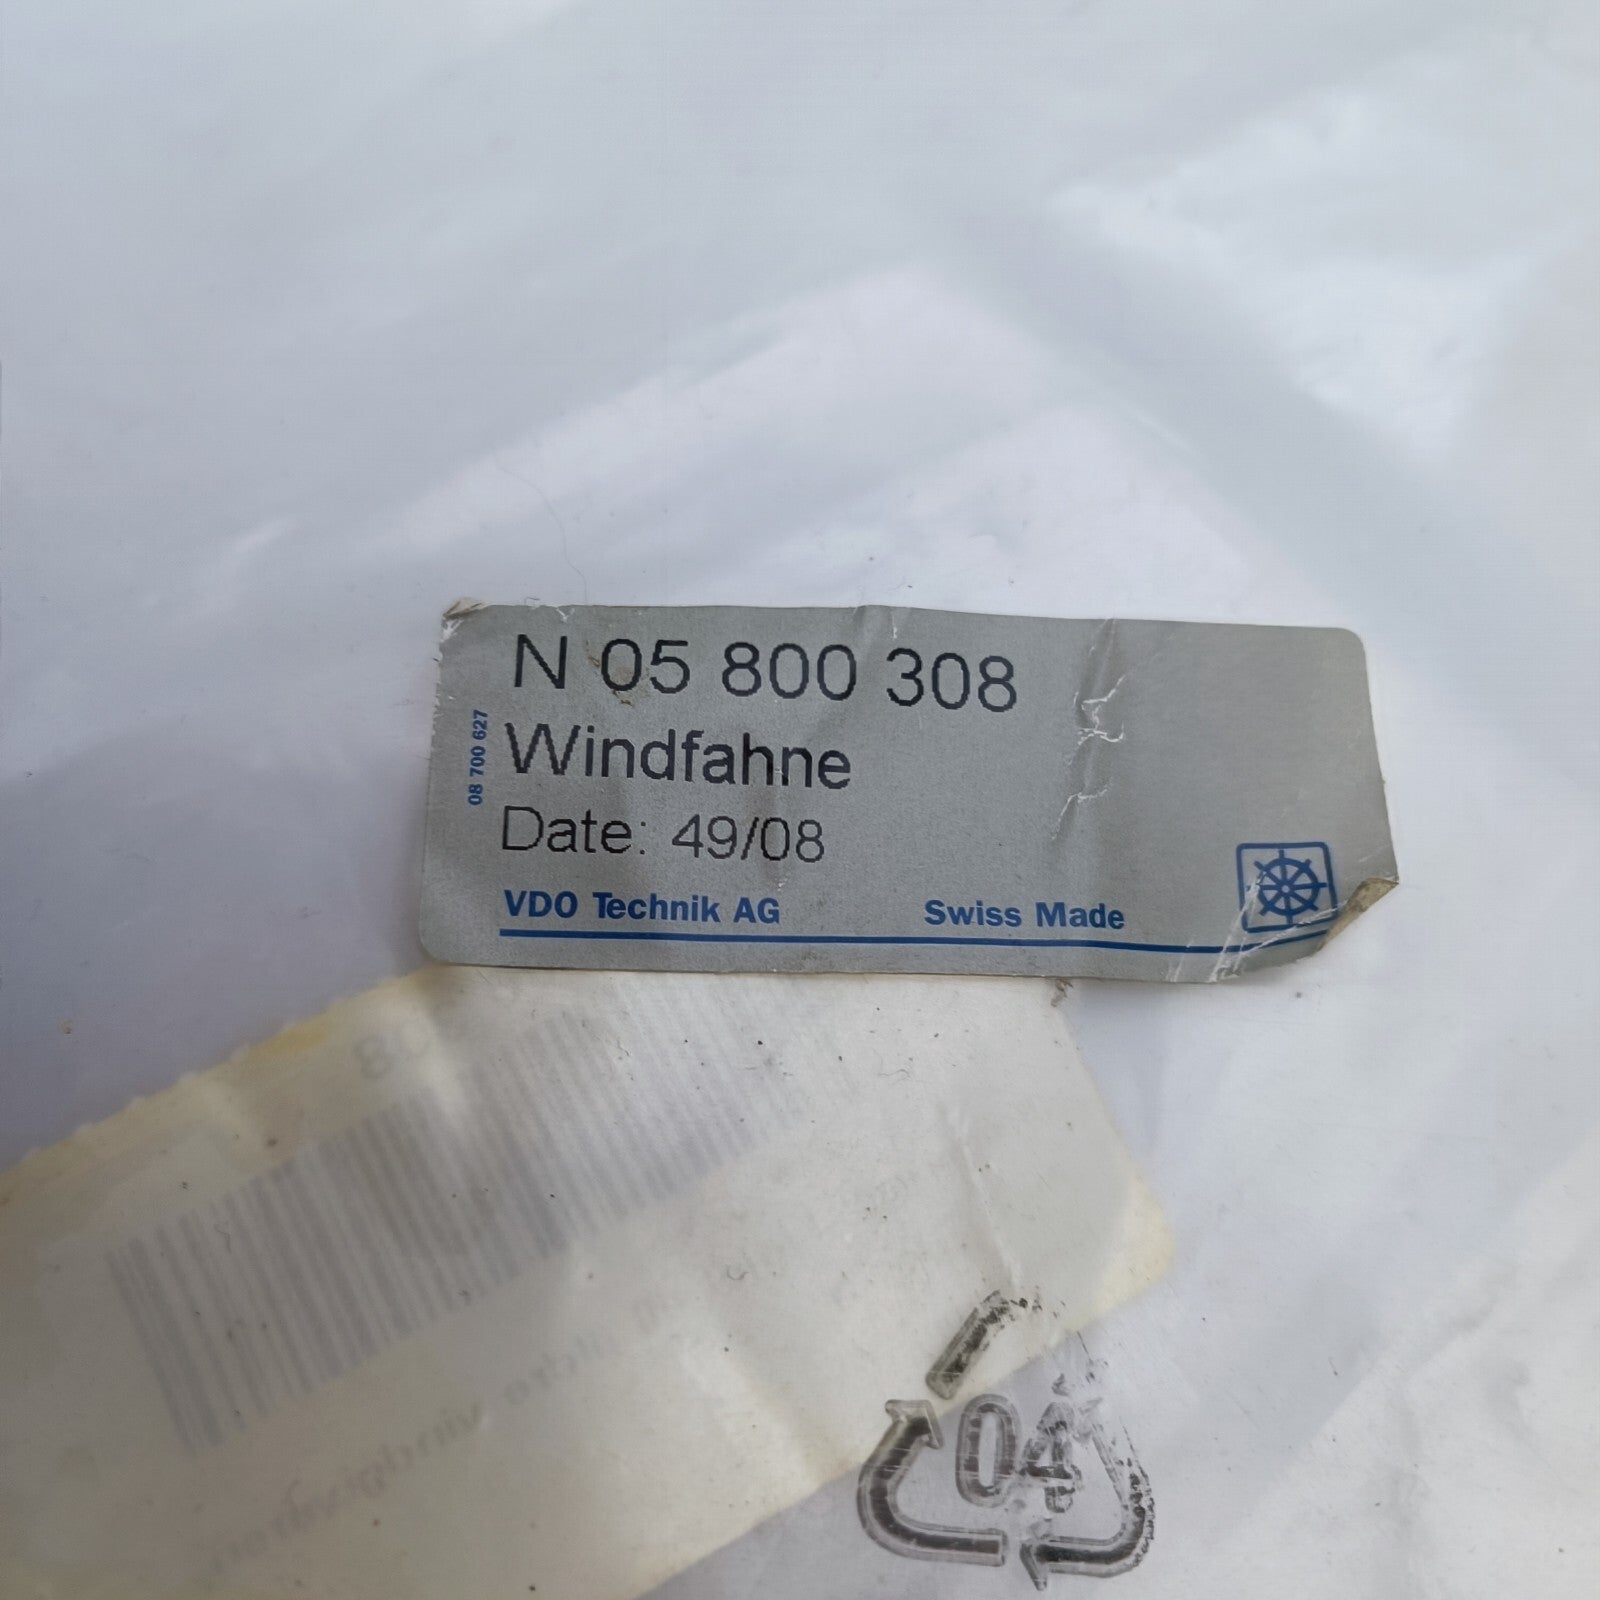 N 05 800 308
08 700 627
Windfahne
Date: 49/08
VDO Technik AG Swiss Made
04